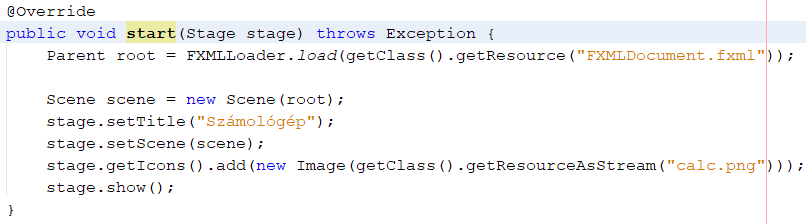 @Override
public void start(Stage stage) throws Exception {
    Parent root = FXMLLoader.load(getClass().getResource("FXMLDocument.fxml"));

    Scene scene = new Scene(root);
    stage.setTitle("Számológép");
    stage.setScene(scene);
    stage.getIcons().add(new Image(getClass().getResourceAsStream("calc.png")));
    stage.show();
}